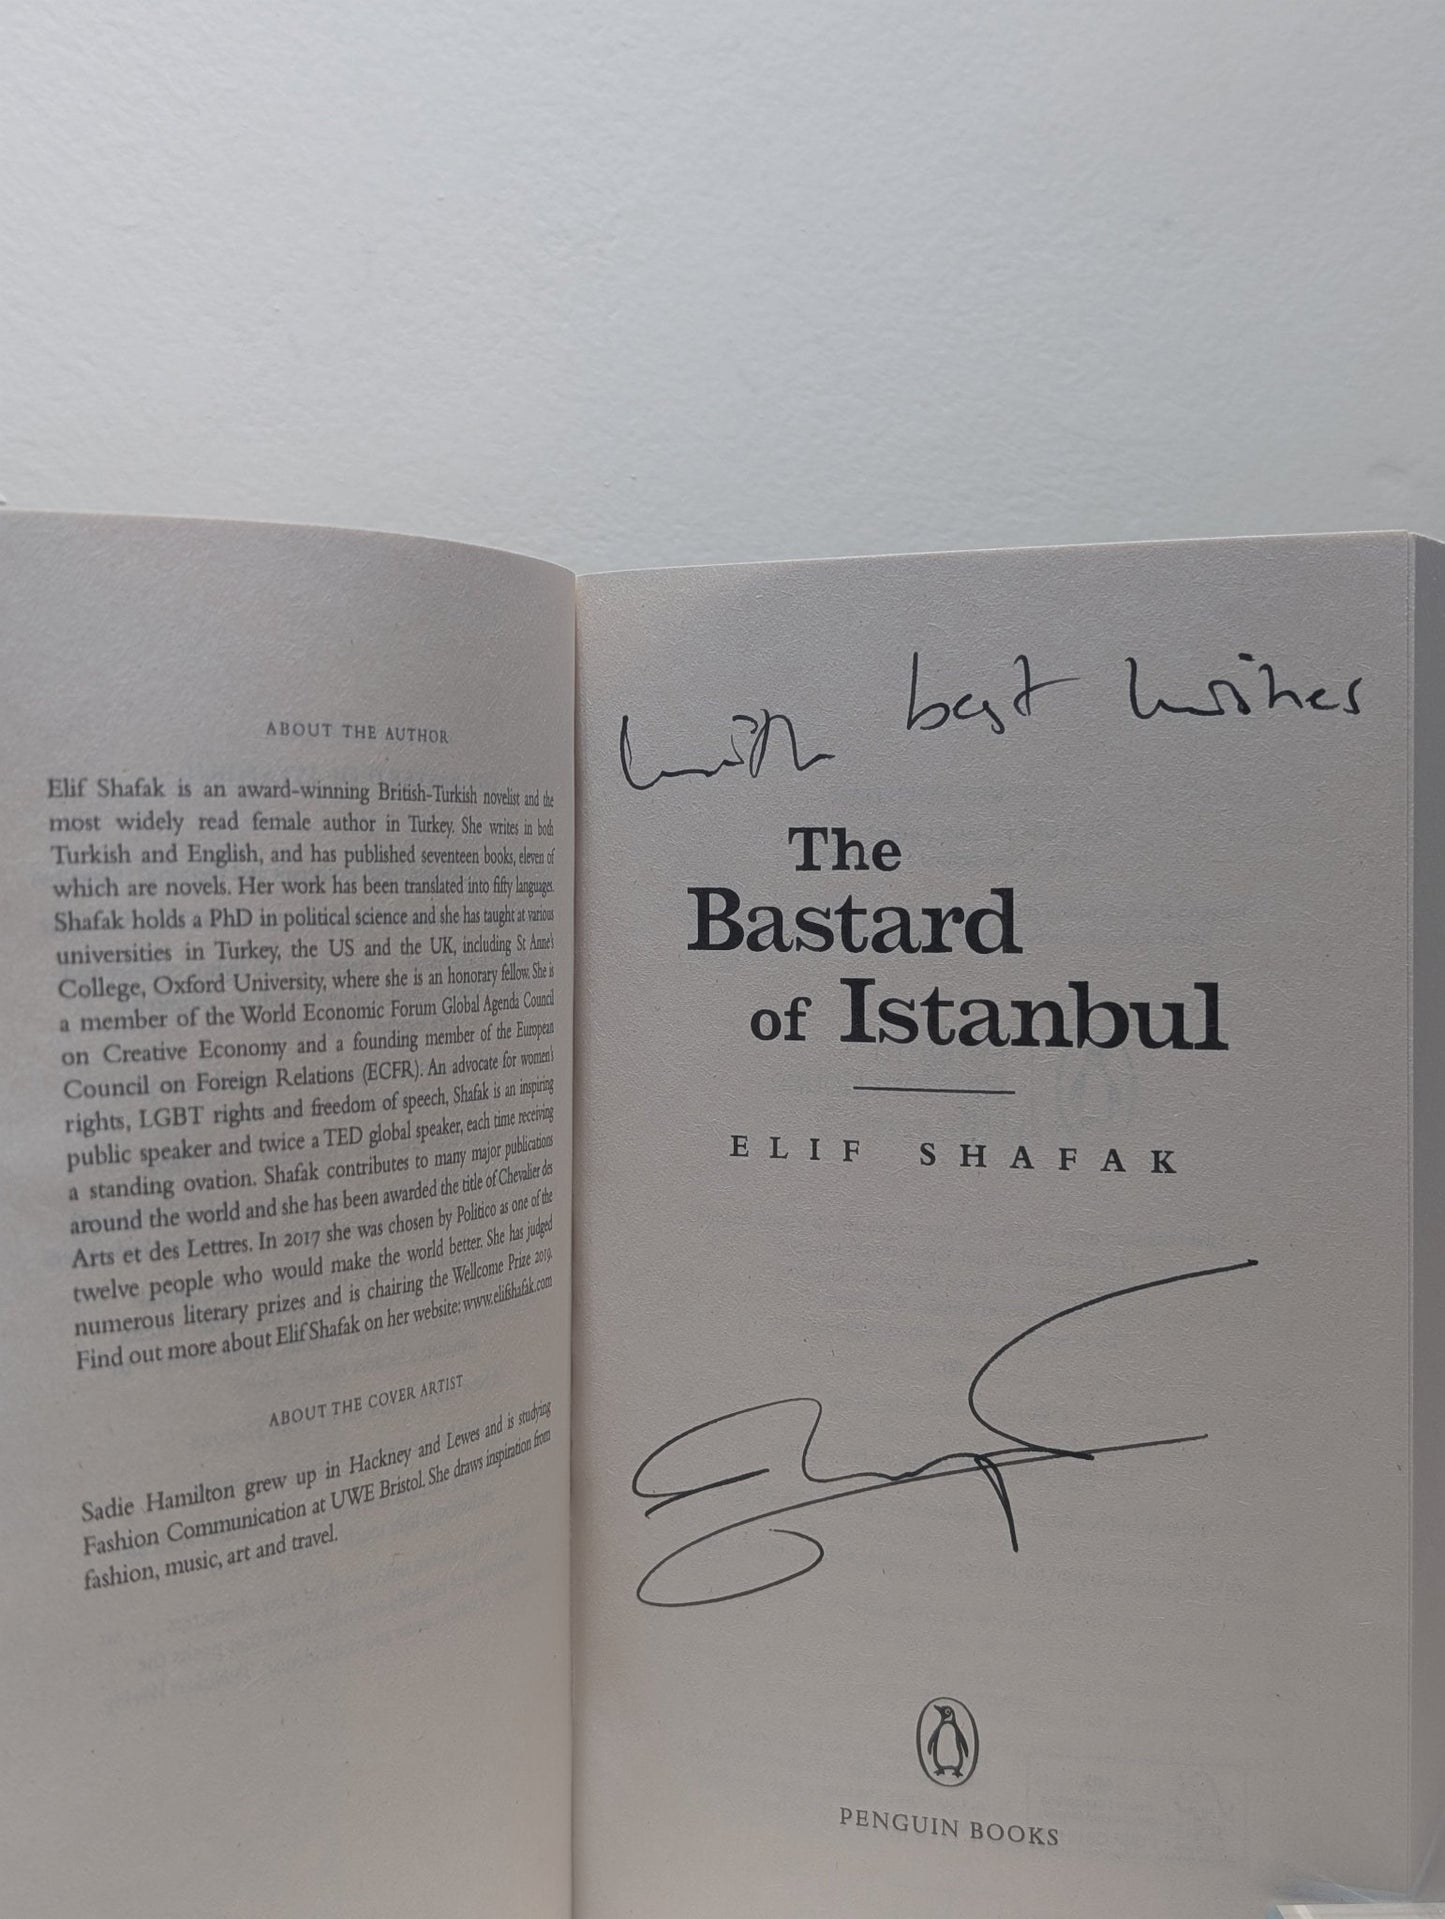 ABOUT THE AUTHOR
Elif Shafak is an award-winning British-Turkish novelist and the
most widely read female author in Turkey. She writes in both
Turkish and English, and has published seventeen books, eleven of
which are novels. Her work has been translated into fifty languages.
Shafak holds a PhD in political science and she has taught at various
universities in Turkey, the US and the UK, including St Anne's
College, Oxford University, where she is an honorary fellow. She is
a member of the World Economic Forum Global Agenda Council
on Creative Economy and a founding member of the European
Council on Foreign Relations (ECFR). An advocate for women's
rights, LGBT rights and freedom of speech, Shafak is an inspiring
public speaker and twice a TED global speaker, each time receiving
a standing ovation. Shafak contributes to many major publications
around the world and she has been awarded the title of Chevalier des
Arts et des Lettres. In 2017 she was chosen by Politico as one of the
twelve people who would make the world better. She has judged
numerous literary prizes and is chairing the Wellcome Prize 2019.
Find out more about Elif Shafak on her website: www.elifshafak.com
ABOUT THE COVER ARTIST
Sadie Hamilton grew up in Hackney and Lewes and is studying
Fashion Communication at UWE Bristol. She draws inspiration from
fashion, music, art and travel.
with best wishes
The
Bastard
of Istanbul
ELIF SHAFAK
PENGUIN BOOKS